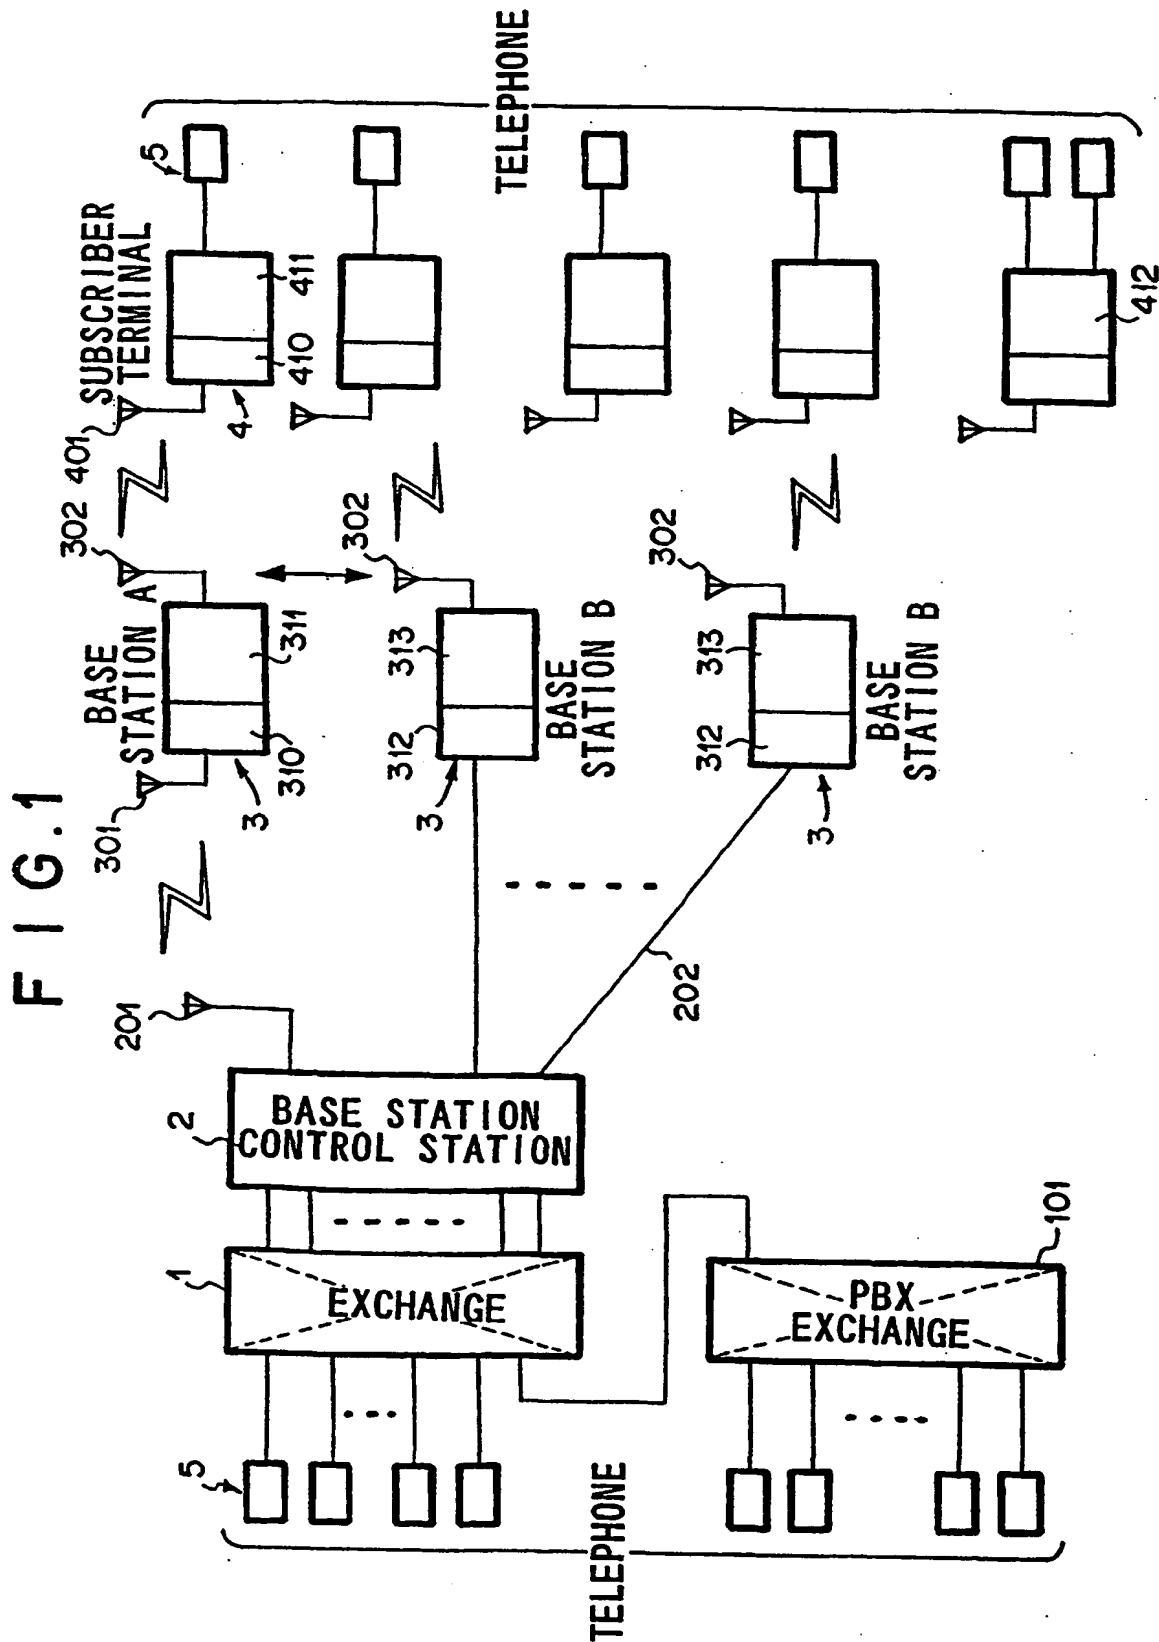 FIG.1
SUBSCRIBER
TERMINAL
401
302
BASE
STATION A
301
201
2
BASE STATION
CONTROL STATION
1
EXCHANGE
5
TELEPHONE
5
411
410
4
311
310
3
302
313
312
3
BASE
STATION B
302
313
312
3
BASE
STATION B
202
PBX
EXCHANGE
101
TELEPHONE
412